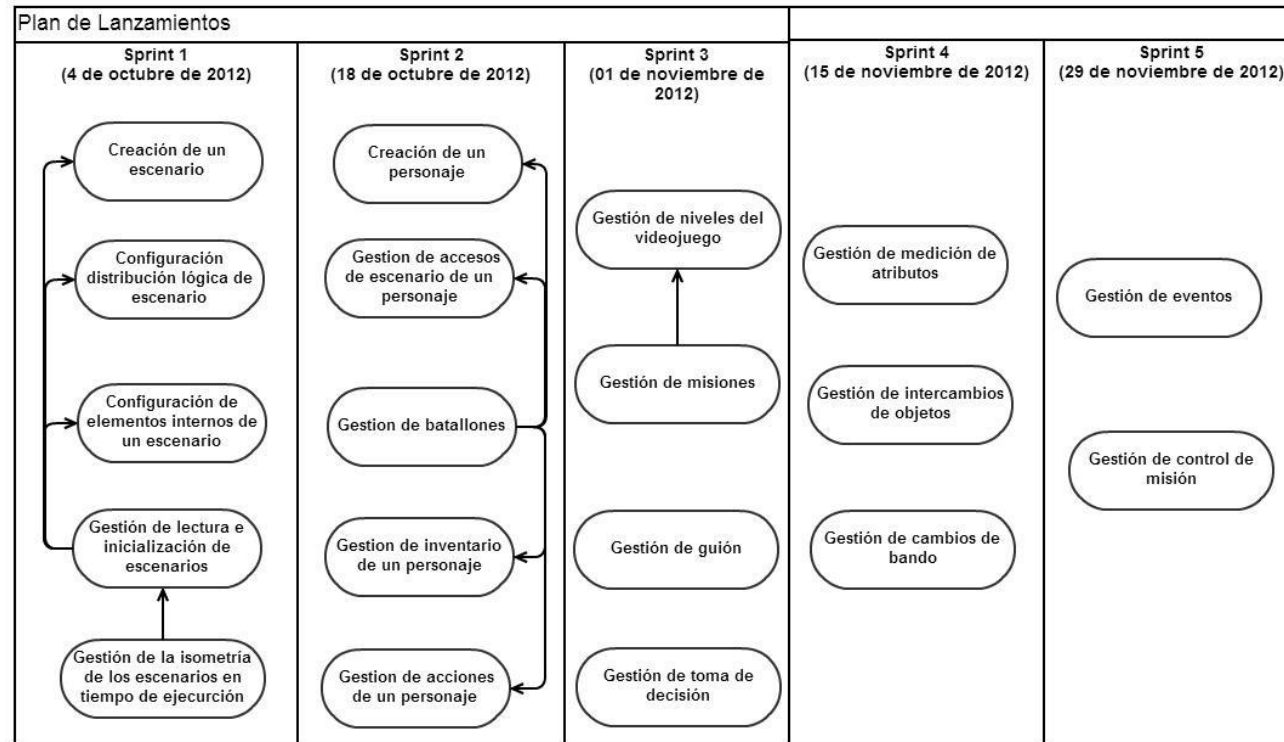 Plan de Lanzamientos
Sprint 1
(4 de octubre de 2012)
Creación de un
escenario
Configuración
distribución lógica de
escenario
Configuración de
elementos internos de
un escenario
Gestión de lectura e
inicialización de
escenarios
Gestión de la isometría
de los escenarios en
tiempo de ejecurción
Sprint 2
(18 de octubre de 2012)
Creación de un
personaje
Gestion de accesos
de escenario de un
personaje
Gestion de batallones
Gestion de inventario
de un personaje
Gestion de acciones
de un personaje
Sprint 3
(01 de noviembre de
2012)
Gestión de niveles del
videojuego
Gestión de misiones
Gestión de guión
Gestión de toma de
decisión
Sprint 4
(15 de noviembre de 2012)
Gestión de medición de
atributos
Gestión de intercambios
de objetos
Gestión de cambios de
bando
Sprint 5
(29 de noviembre de 2012)
Gestión de eventos
Gestión de control de
misión